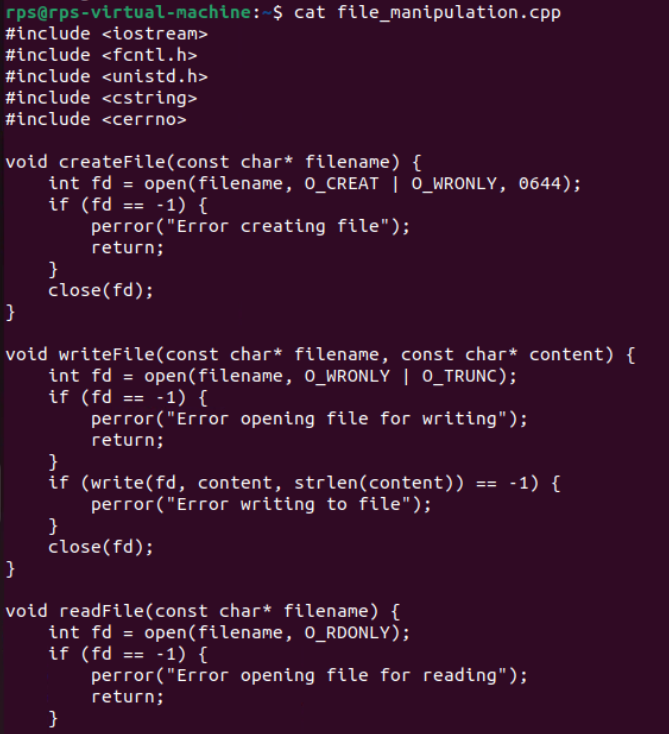 rps@rps-virtual-machine:~$ cat file_manipulation.cpp
#include <iostream>
#include <fcntl.h>
#include <unistd.h>
#include <cstring>
#include <cerrno>

void createFile(const char* filename) {
    int fd = open(filename, O_CREAT | O_WRONLY, 0644);
    if (fd == -1) {
        perror("Error creating file");
        return;
    }
    close(fd);
}

void writeFile(const char* filename, const char* content) {
    int fd = open(filename, O_WRONLY | O_TRUNC);
    if (fd == -1) {
        perror("Error opening file for writing");
        return;
    }
    if (write(fd, content, strlen(content)) == -1) {
        perror("Error writing to file");
    }
    close(fd);
}

void readFile(const char* filename) {
    int fd = open(filename, O_RDONLY);
    if (fd == -1) {
        perror("Error opening file for reading");
        return;
    }